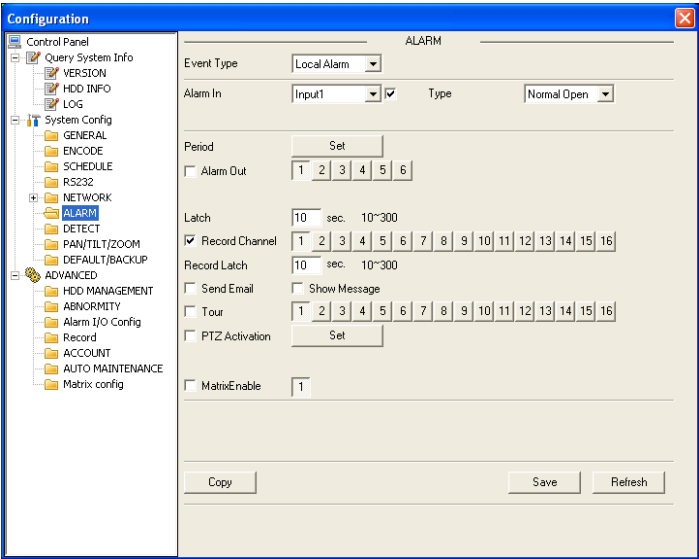 Configuration
Control Panel
Query System Info
VERSION
HDD INFO
LOG
System Config
GENERAL
ENCODE
SCHEDULE
RS232
NETWORK
ALARM
DETECT
PAN/TILT/ZOOM
DEFAULT/BACKUP
ADVANCED
HDD MANAGEMENT
ABNORMITY
Alarm I/O Config
Record
ACCOUNT
AUTO MAINTENANCE
Matrix config
ALARM
Event Type Local Alarm
Alarm In Input1 Type Normal Open
Period Set
Alarm Out 1 2 3 4 5 6
Latch 10 sec. 10~300
Record Channel 1 2 3 4 5 6 7 8 9 10 11 12 13 14 15 16
Record Latch 10 sec. 10~300
Send Email Show Message
Tour 1 2 3 4 5 6 7 8 9 10 11 12 13 14 15 16
PTZ Activation Set
MatrixEnable 1
Copy Save Refresh